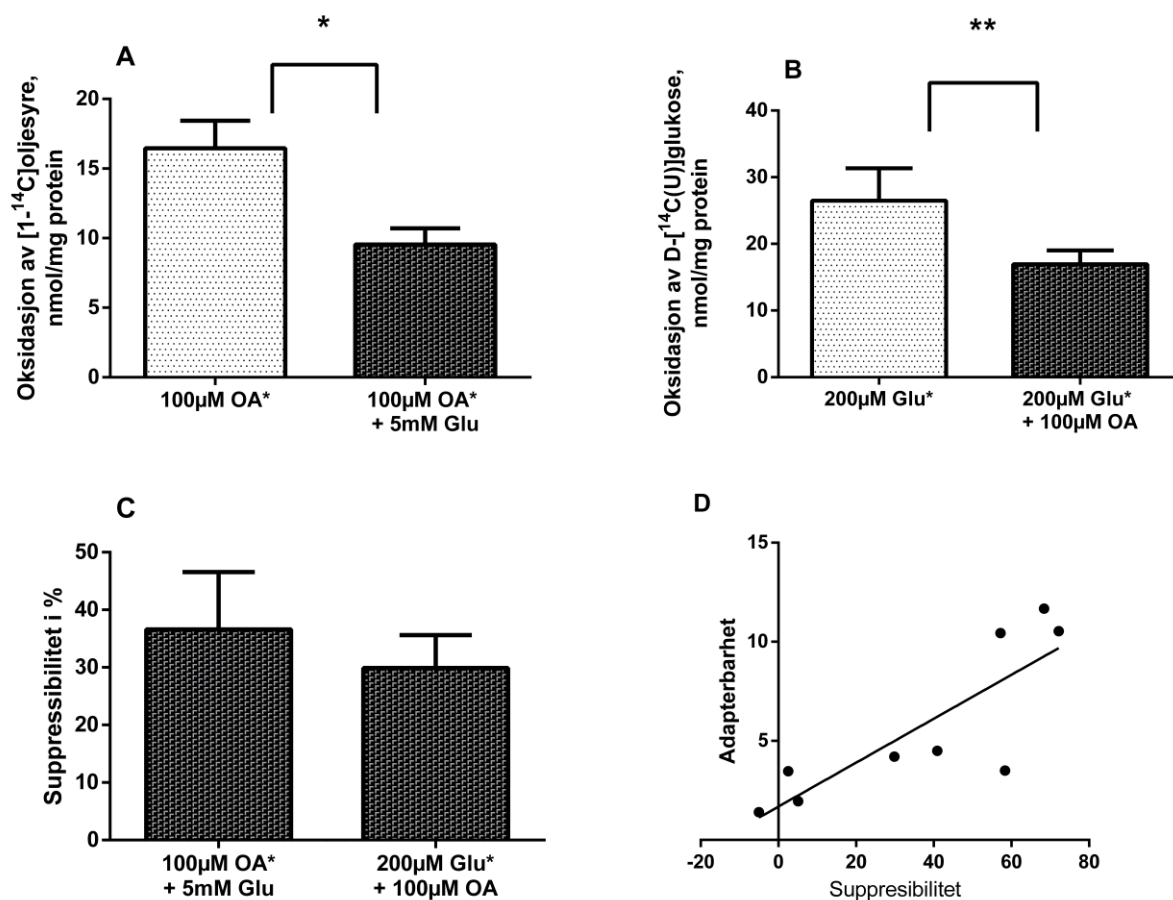 A
*
Oksidasjon av [1-¹⁴C]oljesyre,
nmol/mg protein
20
15
10
5
0
100µM OA*
100µM OA*
+ 5mM Glu
B
**
Oksidasjon av D-[¹⁴C(U)]glukose,
nmol/mg protein
40
30
20
10
0
200µM Glu*
200µM Glu*
+ 100µM OA
C
Suppressibilitet i %
50
40
30
20
10
0
100µM OA*
+ 5mM Glu
200µM Glu*
+ 100µM OA
D
Adapterbarhet
15
10
5
-20
0
20
40
60
80
Suppresibilitet